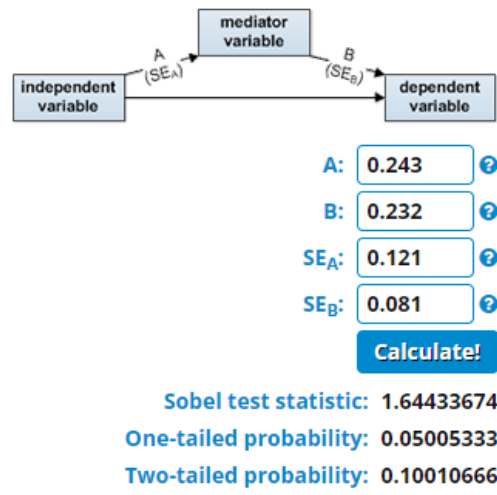 mediator
variable
A
(SEA)
B
(SEB)
independent
variable
dependent
variable
A: 0.243 ?
B: 0.232 ?
SEA: 0.121 ?
SEB: 0.081 ?
Calculate!
Sobel test statistic: 1.64433674
One-tailed probability: 0.05005333
Two-tailed probability: 0.10010666